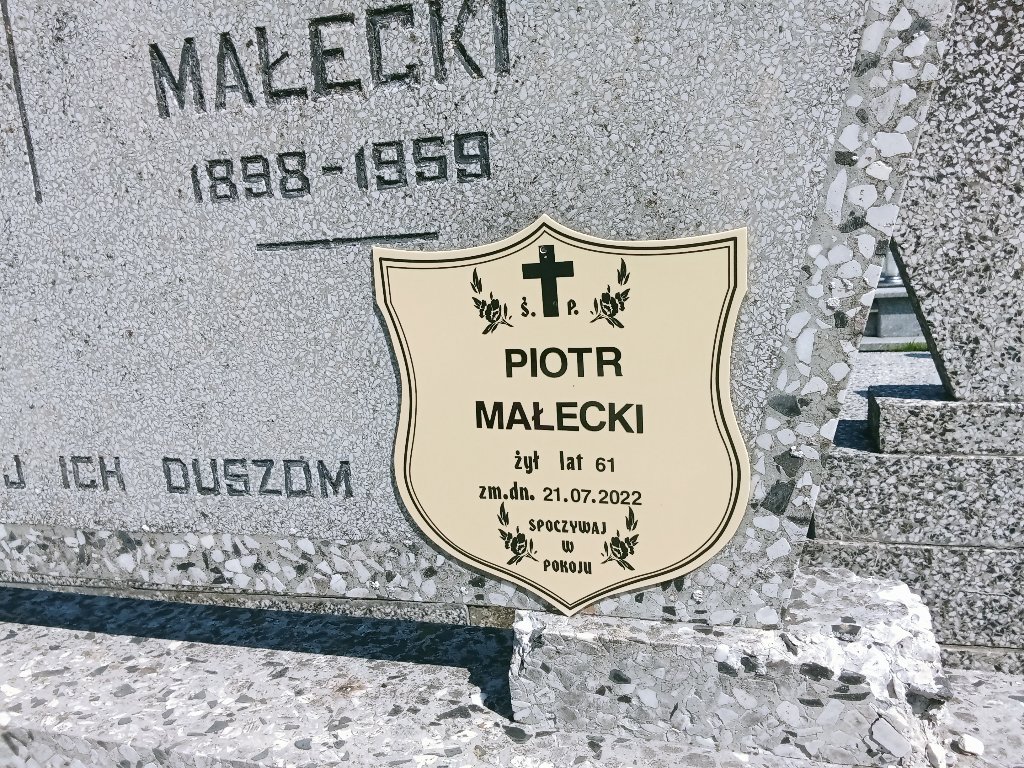 MAŁECKI
1898-1959
J ICH DUSZOM
Ś. P.
PIOTR
MAŁECKI
żył lat 61
zm.dn. 21.07.2022
SPOCZYWAJ
W
POKOJU